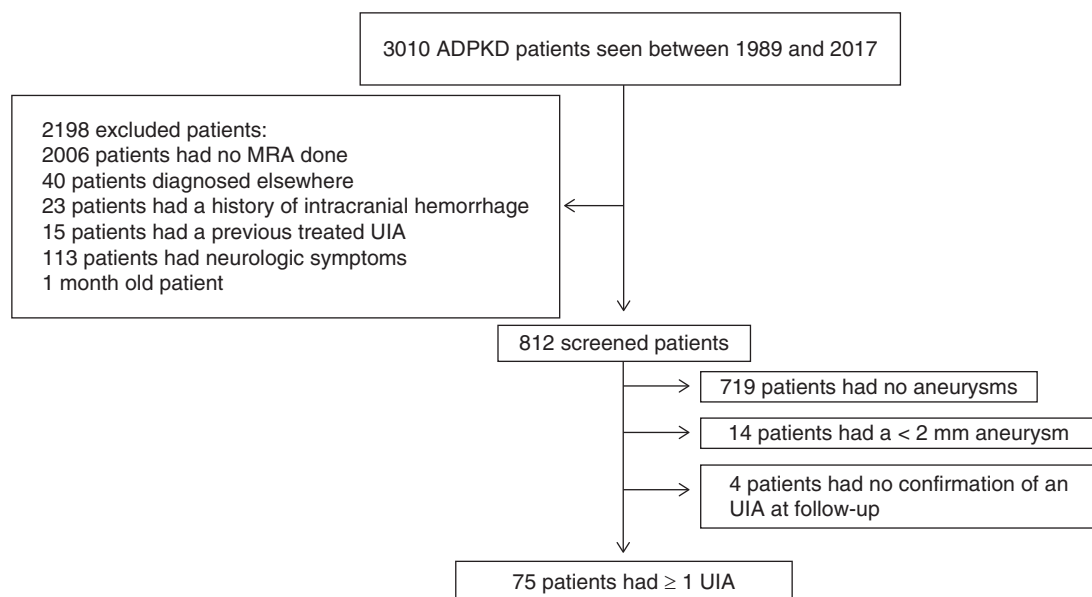 3010 ADPKD patients seen between 1989 and 2017
2198 excluded patients:
2006 patients had no MRA done
40 patients diagnosed elsewhere
23 patients had a history of intracranial hemorrhage
15 patients had a previous treated UIA
113 patients had neurologic symptoms
1 month old patient
812 screened patients
719 patients had no aneurysms
14 patients had a < 2 mm aneurysm
4 patients had no confirmation of an
UIA at follow-up
75 patients had ≥ 1 UIA